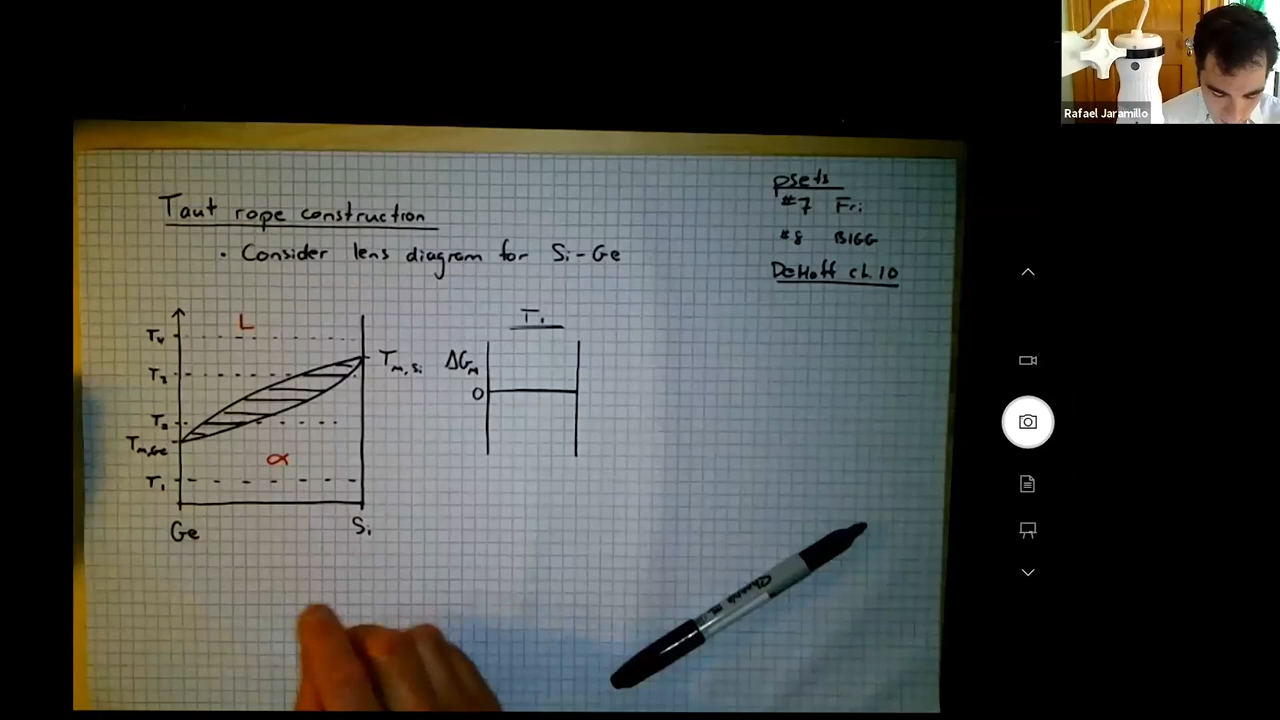 Taut rope construction
· Consider lens diagram for Si-Ge
psets
#7 Fri
#8 BIGG
DeHoff ch. 10
T4
T3
T2
Tm,Ge
T1
L
α
Tm,Si
Ge
Si
T1
ΔGM
0
Sharpie
Rafael Jaramillo